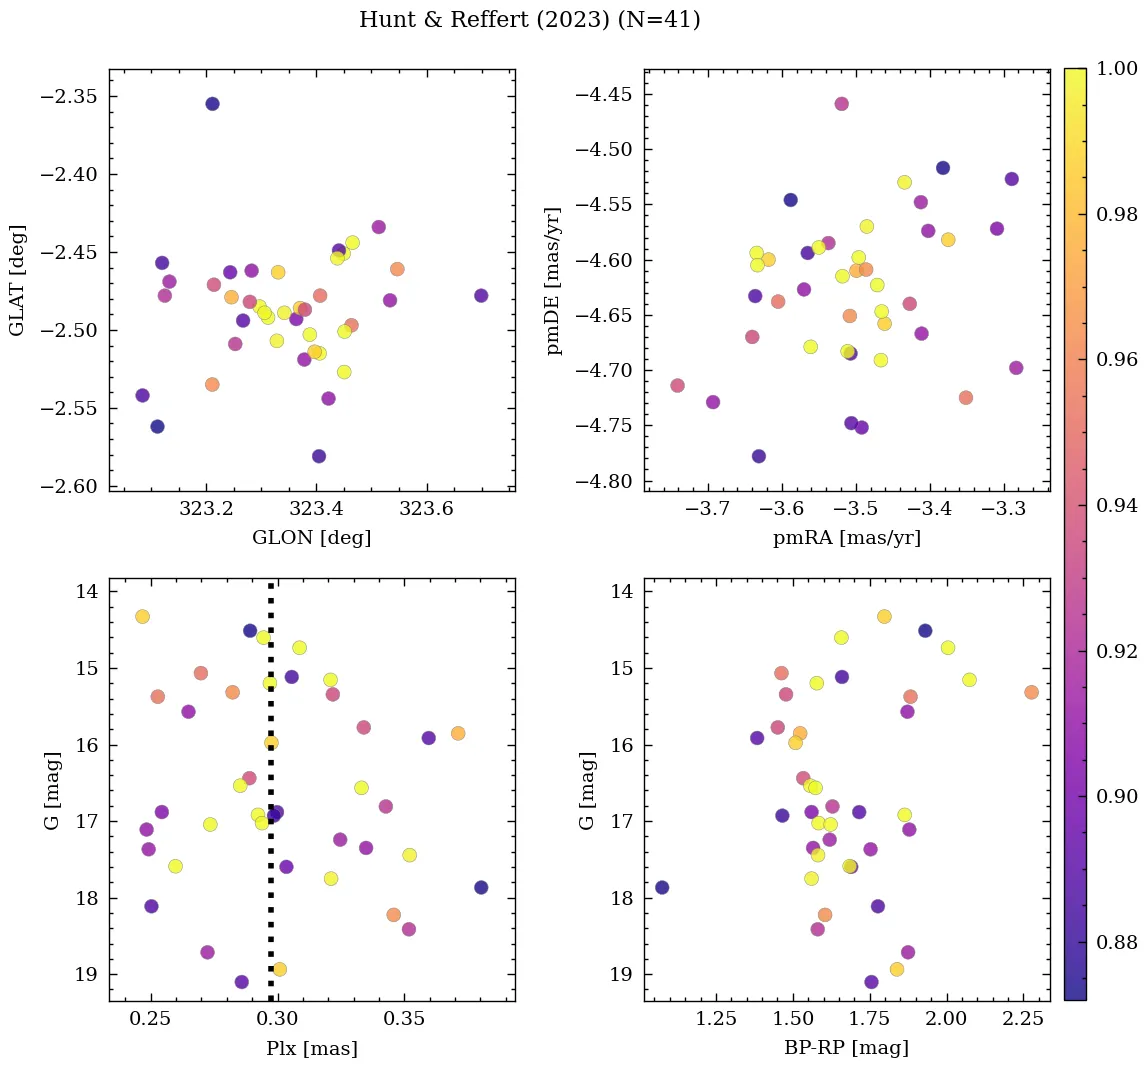 Hunt & Reffert (2023) (N=41)
GLAT [deg]
−2.35
−2.40
−2.45
−2.50
−2.55
−2.60
323.2 323.4 323.6
GLON [deg]
pmDE [mas/yr]
−4.45
−4.50
−4.55
−4.60
−4.65
−4.70
−4.75
−4.80
−3.7 −3.6 −3.5 −3.4 −3.3
pmRA [mas/yr]
1.00
0.98
0.96
0.94
0.92
0.90
0.88
G [mag]
14
15
16
17
18
19
0.25 0.30 0.35
Plx [mas]
G [mag]
14
15
16
17
18
19
1.25 1.50 1.75 2.00 2.25
BP-RP [mag]